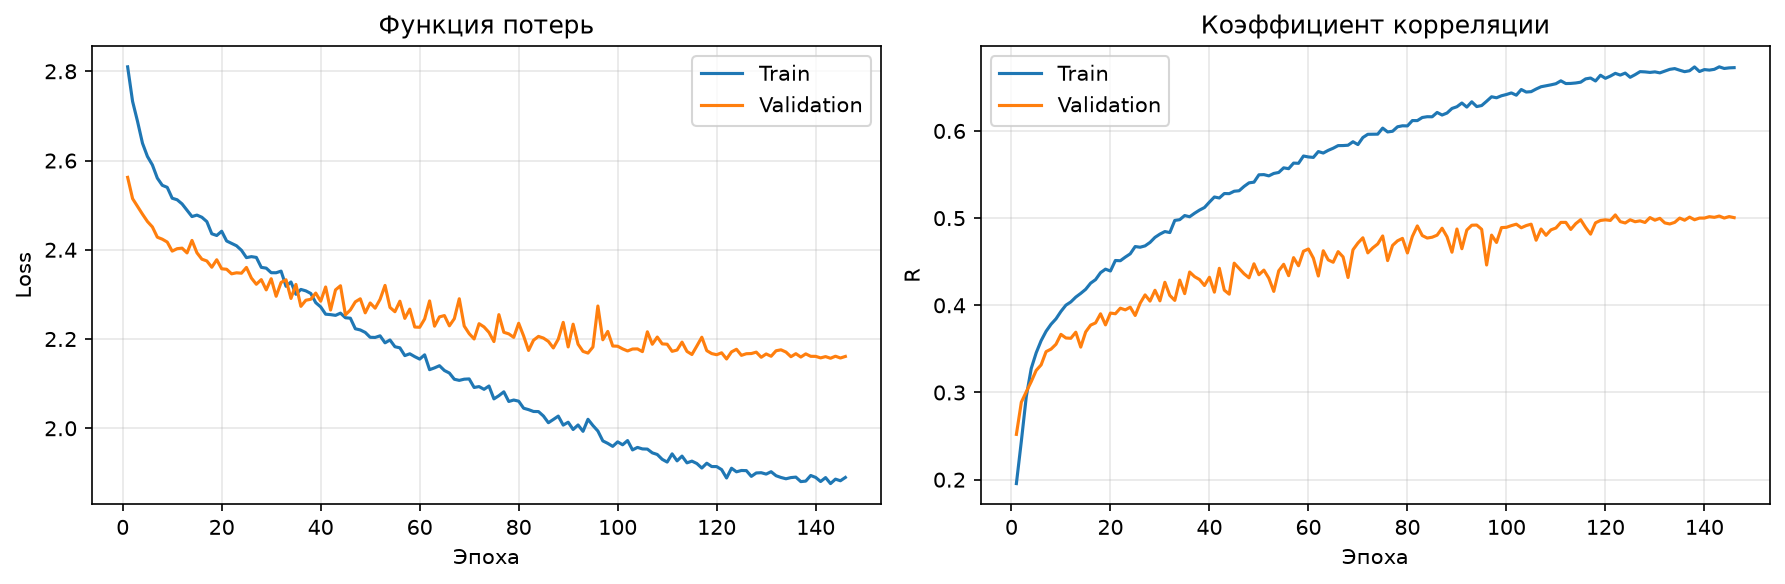 Функция потерь
Train
Validation
Loss
2.8
2.6
2.4
2.2
2.0
0 20 40 60 80 100 120 140
Эпоха
Коэффициент корреляции
Train
Validation
R
0.6
0.5
0.4
0.3
0.2
0 20 40 60 80 100 120 140
Эпоха